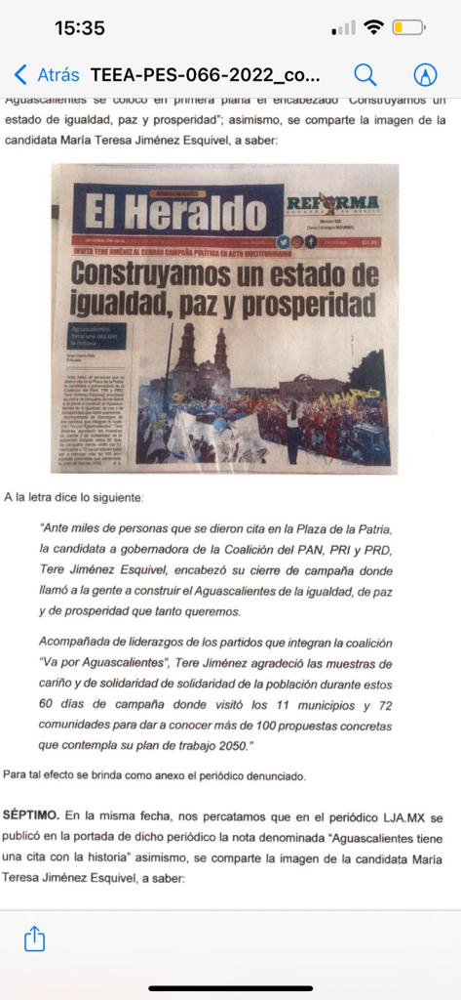 15:35
Atrás TEEA-PES-066-2022_co...
Aguascalientes se colocó en primera plana el encabezado "Construyamos un
estado de igualdad, paz y prosperidad"; asimismo, se comparte la imagen de la
candidata María Teresa Jiménez Esquivel, a saber:
AGUASCALIENTES
El Heraldo
REFORMA
INVITA TERE JIMÉNEZ AL CERRAR CAMPAÑA POLÍTICA EN ACTO MULTITUDINARIO
Construyamos un estado de
igualdad, paz y prosperidad
Aguascalientes
tiene una cita con
la historia
A la letra dice lo siguiente:
"Ante miles de personas que se dieron cita en la Plaza de la Patria,
la candidata a gobernadora de la Coalición del PAN, PRI y PRD,
Tere Jiménez Esquivel, encabezó su cierre de campaña donde
llamó a la gente a construir el Aguascalientes de la igualdad, de paz
y de prosperidad que tanto queremos.
Acompañada de liderazgos de los partidos que integran la coalición
"Va por Aguascalientes", Tere Jiménez agradeció las muestras de
cariño y de solidaridad de solidaridad de la población durante estos
60 días de campaña donde visitó los 11 municipios y 72
comunidades para dar a conocer más de 100 propuestas concretas
que contempla su plan de trabajo 2050."
Para tal efecto se brinda como anexo el periódico denunciado.
SÉPTIMO. En la misma fecha, nos percatamos que en el periódico LJA.MX se
publicó en la portada de dicho periódico la nota denominada "Aguascalientes tiene
una cita con la historia" asimismo, se comparte la imagen de la candidata María
Teresa Jiménez Esquivel, a saber: